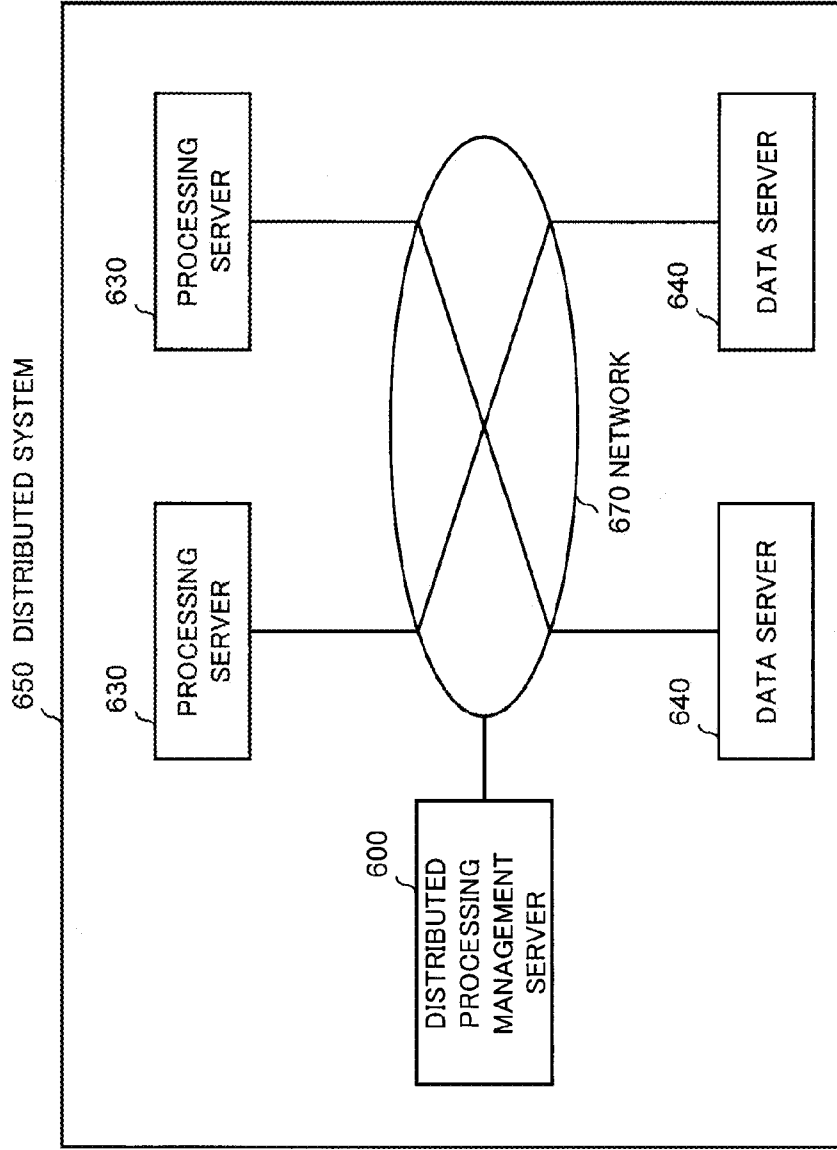 650 DISTRIBUTED SYSTEM
630
PROCESSING
SERVER
630
PROCESSING
SERVER
600
DISTRIBUTED
PROCESSING
MANAGEMENT
SERVER
670 NETWORK
640
DATA SERVER
640
DATA SERVER